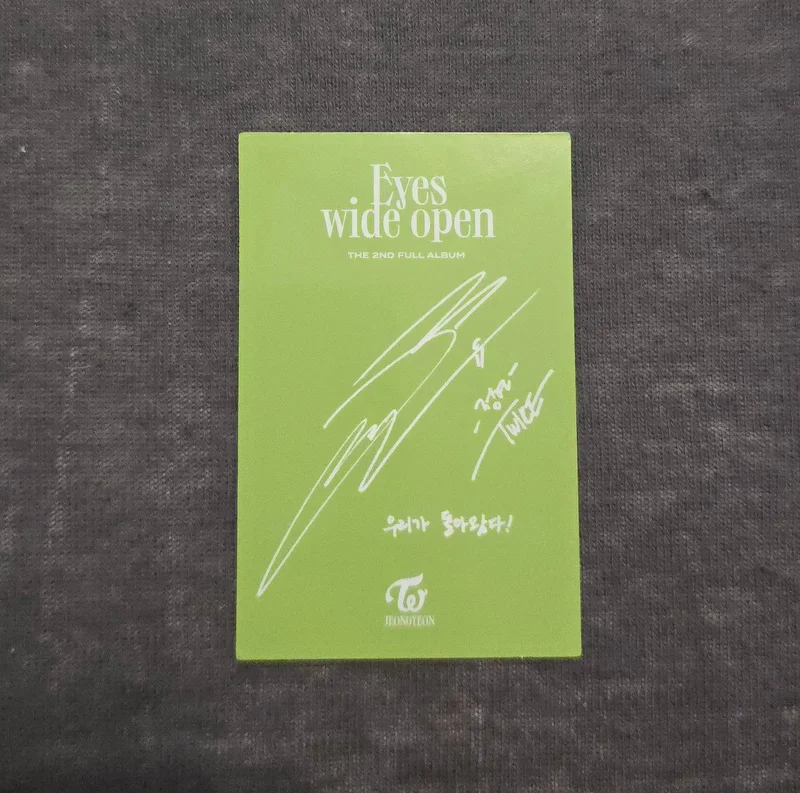 Eyes
wide open
THE 2ND FULL ALBUM
-정연-
TWICE
우리가 돌아왔다!
JEONGYEON